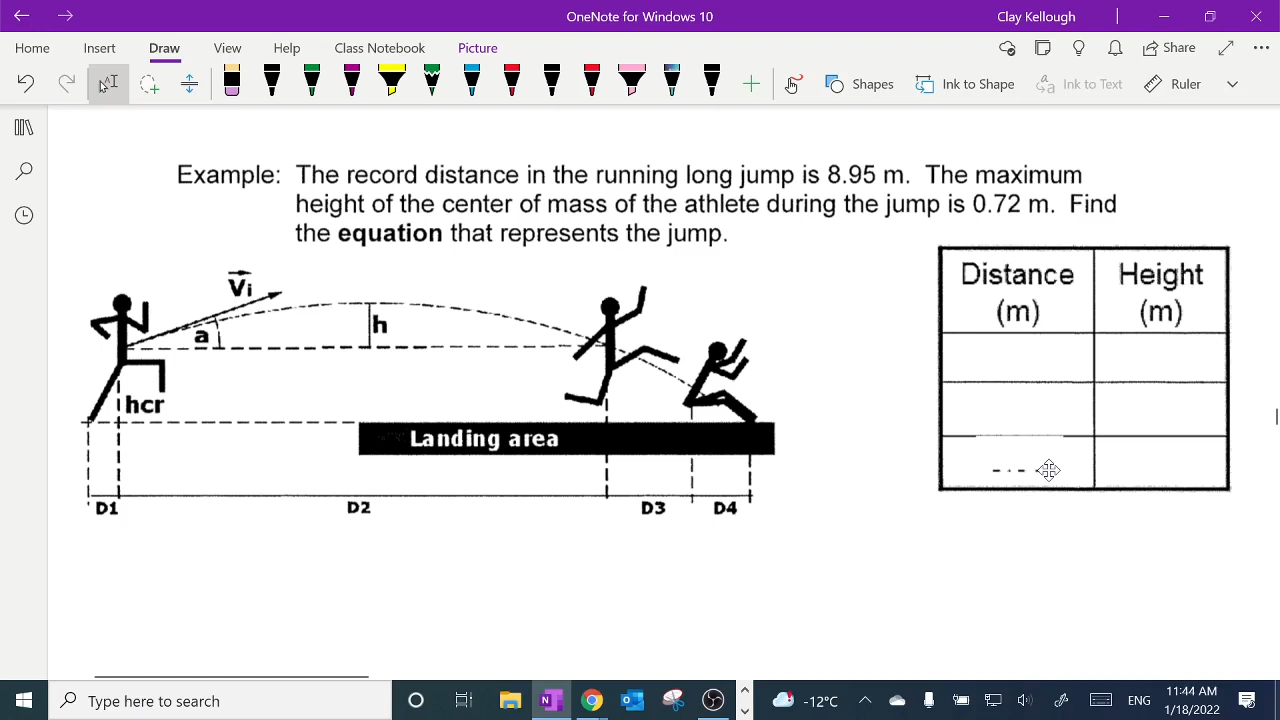 OneNote for Windows 10
Clay Kellough
Home Insert Draw View Help Class Notebook Picture
Share
Shapes Ink to Shape Ink to Text Ruler
Example: The record distance in the running long jump is 8.95 m. The maximum
height of the center of mass of the athlete during the jump is 0.72 m. Find
the equation that represents the jump.
Vi
a
h
hcr
Landing area
D1 D2 D3 D4
Distance Height
(m) (m)
Type here to search
-12°C
ENG
11:44 AM
1/18/2022